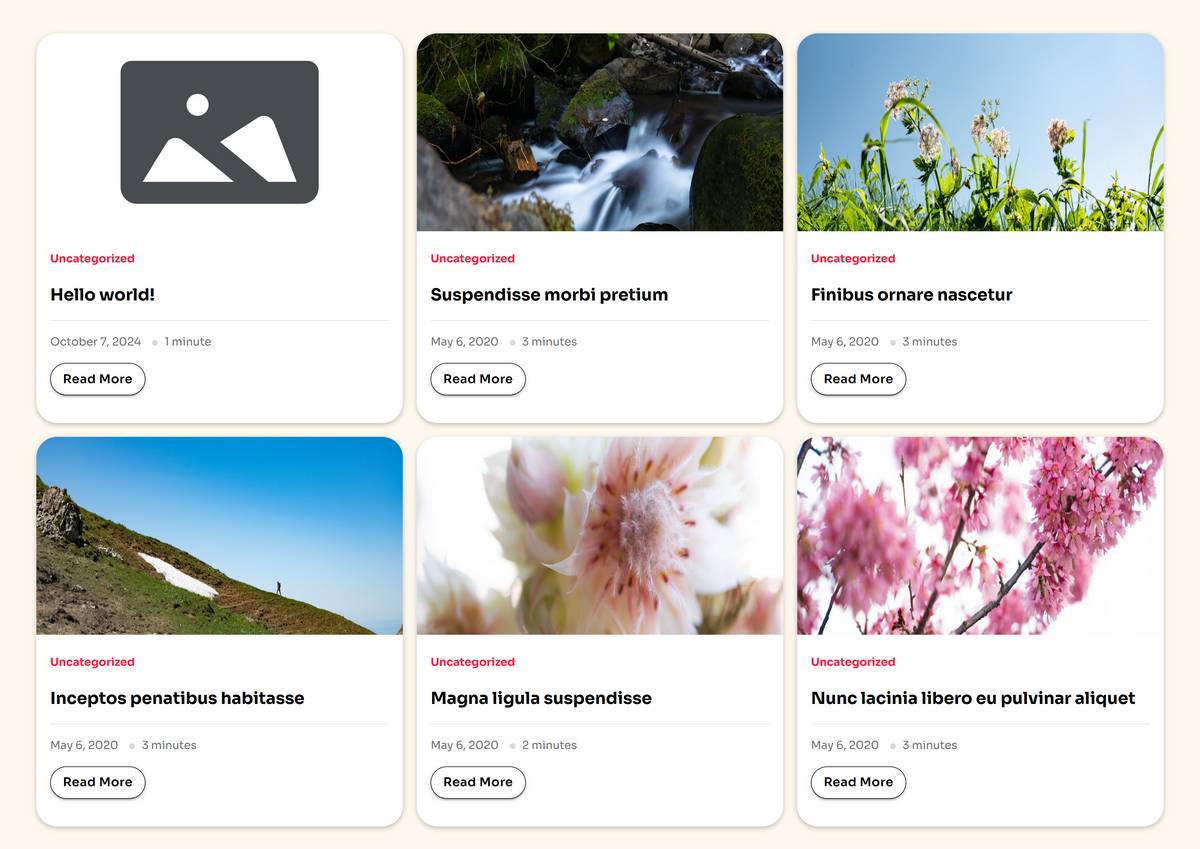 Uncategorized
Hello world!
October 7, 2024 1 minute
Read More
Uncategorized
Suspendisse morbi pretium
May 6, 2020 3 minutes
Read More
Uncategorized
Finibus ornare nascetur
May 6, 2020 3 minutes
Read More
Uncategorized
Inceptos penatibus habitasse
May 6, 2020 3 minutes
Read More
Uncategorized
Magna ligula suspendisse
May 6, 2020 2 minutes
Read More
Uncategorized
Nunc lacinia libero eu pulvinar aliquet
May 6, 2020 3 minutes
Read More